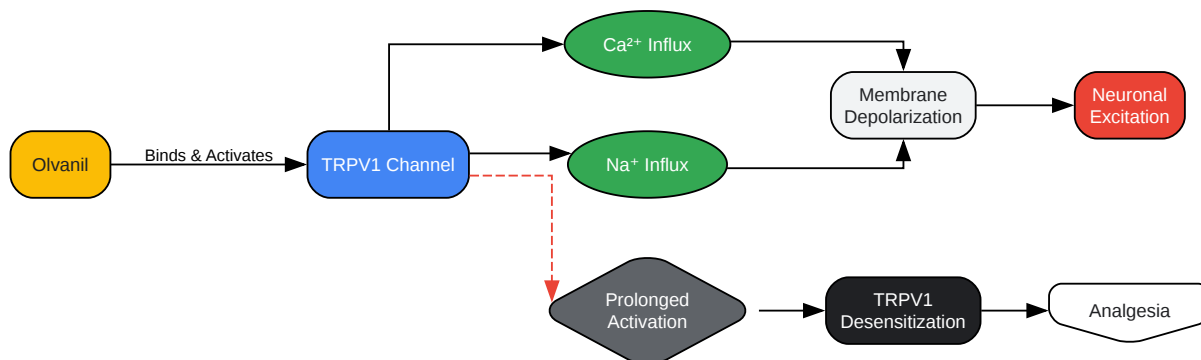 Olvanil
Binds & Activates
TRPV1 Channel
Ca²⁺ Influx
Na⁺ Influx
Membrane
Depolarization
Neuronal
Excitation
Prolonged
Activation
TRPV1
Desensitization
Analgesia